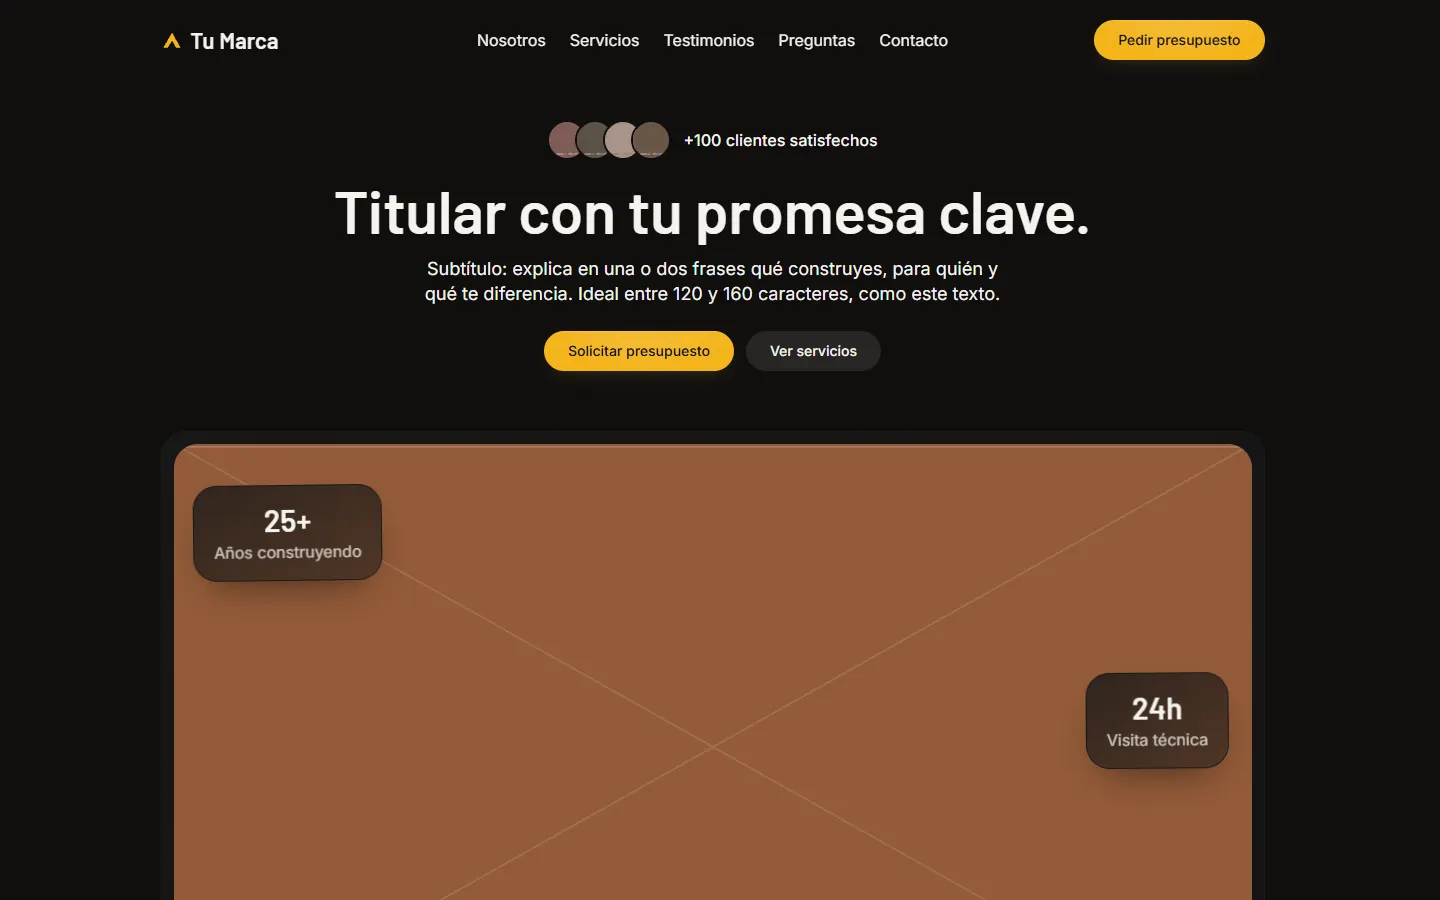 Tu Marca
Nosotros
Servicios
Testimonios
Preguntas
Contacto
Pedir presupuesto
+100 clientes satisfechos
Titular con tu promesa clave.
Subtítulo: explica en una o dos frases qué construyes, para quién y
qué te diferencia. Ideal entre 120 y 160 caracteres, como este texto.
Solicitar presupuesto
Ver servicios
25+
Años construyendo
24h
Visita técnica